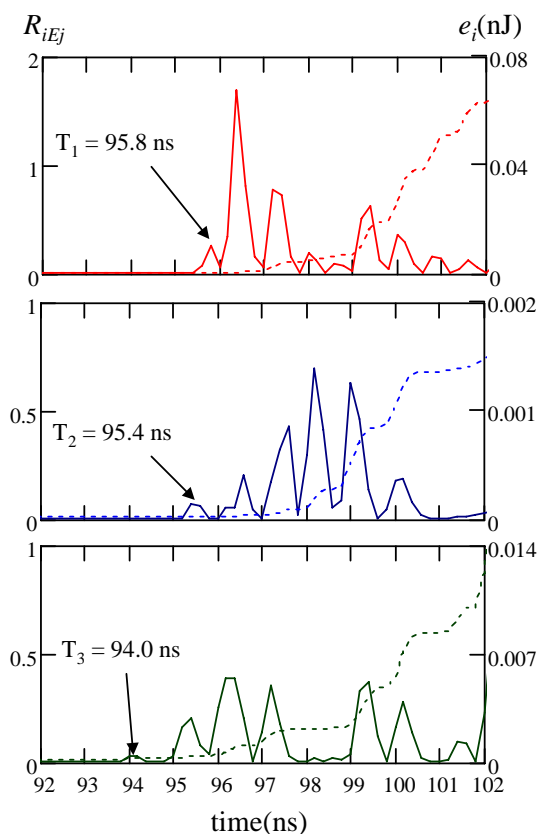 R_{iEj} e_i(nJ)
2 0.08
T_1 = 95.8 ns
1 0.04
0 0
1 0.002
0.5 0.001
T_2 = 95.4 ns
0 0
1 0.014
T_3 = 94.0 ns
0.5 0.007
0 0
92 93 94 95 96 97 98 99 100 101 102
time(ns)